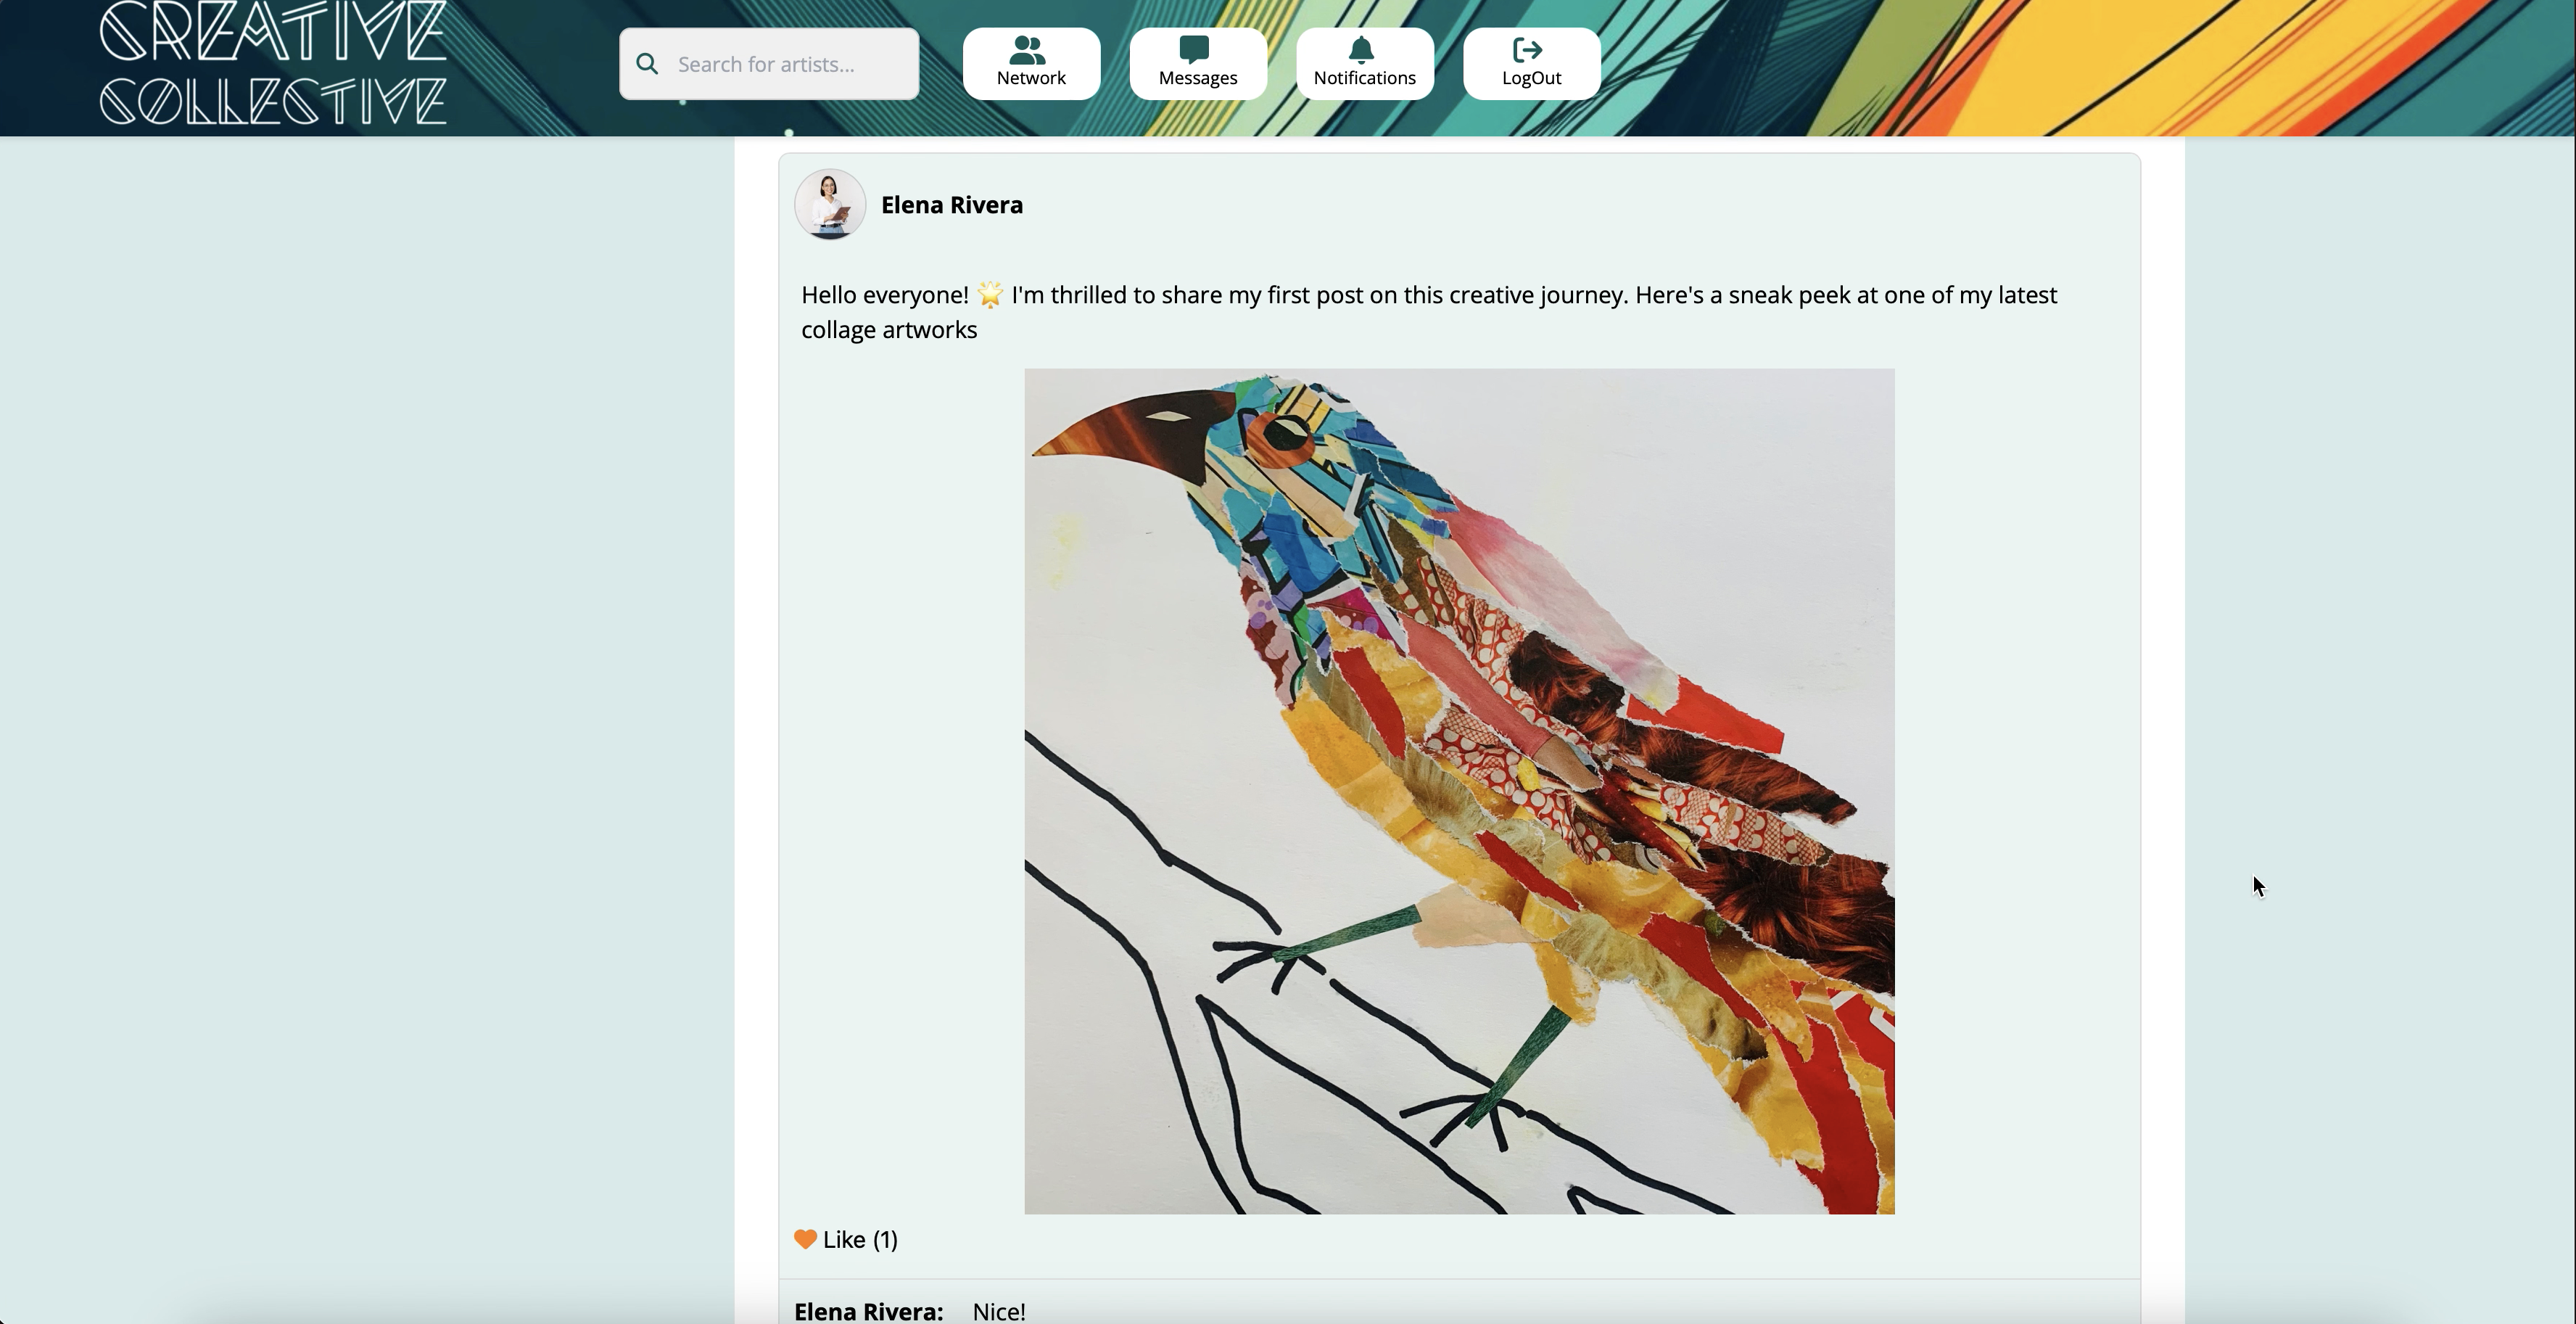 CREATIVE
COLLECTIVE
Search for artists...
Network
Messages
Notifications
LogOut
Elena Rivera
Hello everyone! 🌟 I'm thrilled to share my first post on this creative journey. Here's a sneak peek at one of my latest
collage artworks
Like (1)
Elena Rivera: Nice!